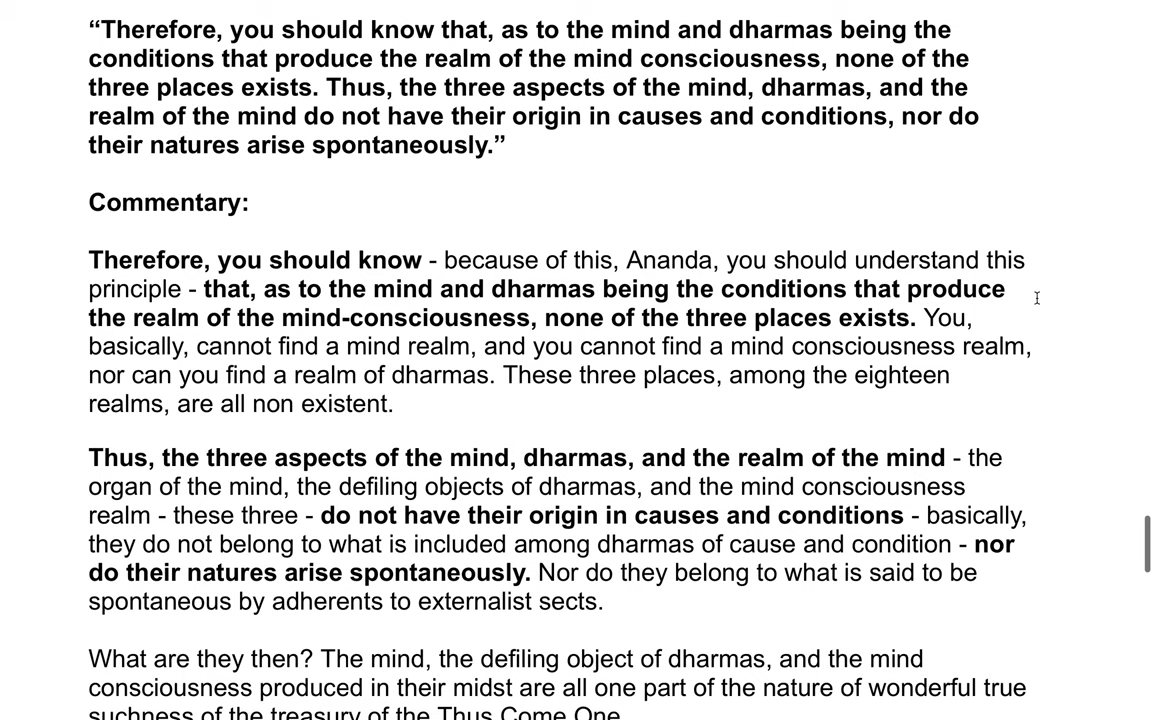 “Therefore, you should know that, as to the mind and dharmas being the
conditions that produce the realm of the mind consciousness, none of the
three places exists. Thus, the three aspects of the mind, dharmas, and the
realm of the mind do not have their origin in causes and conditions, nor do
their natures arise spontaneously.”
Commentary:
Therefore, you should know - because of this, Ananda, you should understand this
principle - that, as to the mind and dharmas being the conditions that produce
the realm of the mind-consciousness, none of the three places exists. You,
basically, cannot find a mind realm, and you cannot find a mind consciousness realm,
nor can you find a realm of dharmas. These three places, among the eighteen
realms, are all non existent.
Thus, the three aspects of the mind, dharmas, and the realm of the mind - the
organ of the mind, the defiling objects of dharmas, and the mind consciousness
realm - these three - do not have their origin in causes and conditions - basically,
they do not belong to what is included among dharmas of cause and condition - nor
do their natures arise spontaneously. Nor do they belong to what is said to be
spontaneous by adherents to externalist sects.
What are they then? The mind, the defiling object of dharmas, and the mind
consciousness produced in their midst are all one part of the nature of wonderful true
suchness of the treasury of the Thus Come One.